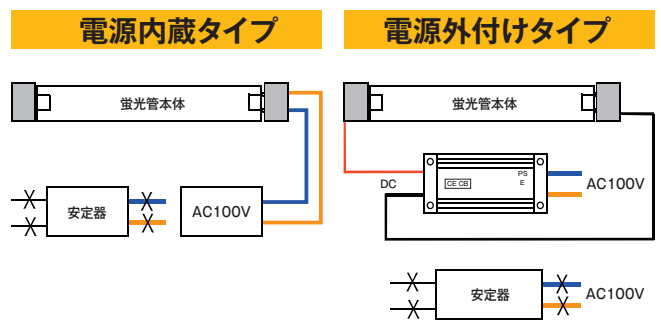 電源内蔵タイプ
蛍光管本体
安定器
AC100V
電源外付けタイプ
蛍光管本体
DC
CE CB
PS
E
AC100V
安定器
AC100V